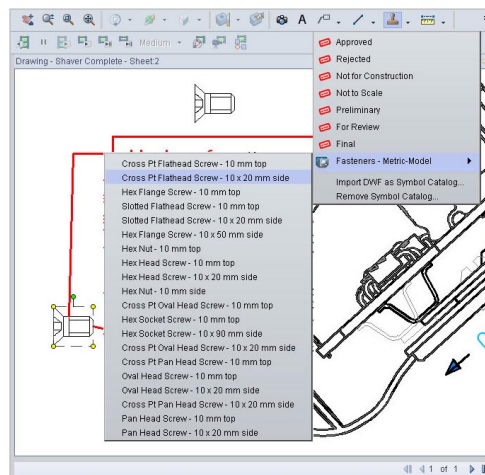 A
Medium
Drawing - Shaver Complete - Sheet:2
Approved
Rejected
Not for Construction
Not to Scale
Preliminary
For Review
Final
Fasteners - Metric-Model
Import DWF as Symbol Catalog...
Remove Symbol Catalog...
Cross Pt Flathead Screw - 10 mm top
Cross Pt Flathead Screw - 10 x 20 mm side
Hex Flange Screw - 10 mm top
Slotted Flathead Screw - 10 mm top
Slotted Flathead Screw - 10 x 20 mm side
Hex Flange Screw - 10 x 50 mm side
Hex Nut - 10 mm top
Hex Head Screw - 10 mm top
Hex Head Screw - 10 x 20 mm side
Hex Nut - 10 mm side
Cross Pt Oval Head Screw - 10 mm top
Hex Socket Screw - 10 mm top
Hex Socket Screw - 10 x 90 mm side
Cross Pt Oval Head Screw - 10 x 20 mm side
Cross Pt Pan Head Screw - 10 mm top
Oval Head Screw - 10 mm top
Oval Head Screw - 10 x 20 mm side
Cross Pt Pan Head Screw - 10 x 20 mm side
Pan Head Screw - 10 mm top
Pan Head Screw - 10 x 20 mm side
1 of 1